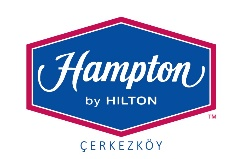 Hampton
by HILTON
™
ÇERKEZKÖY